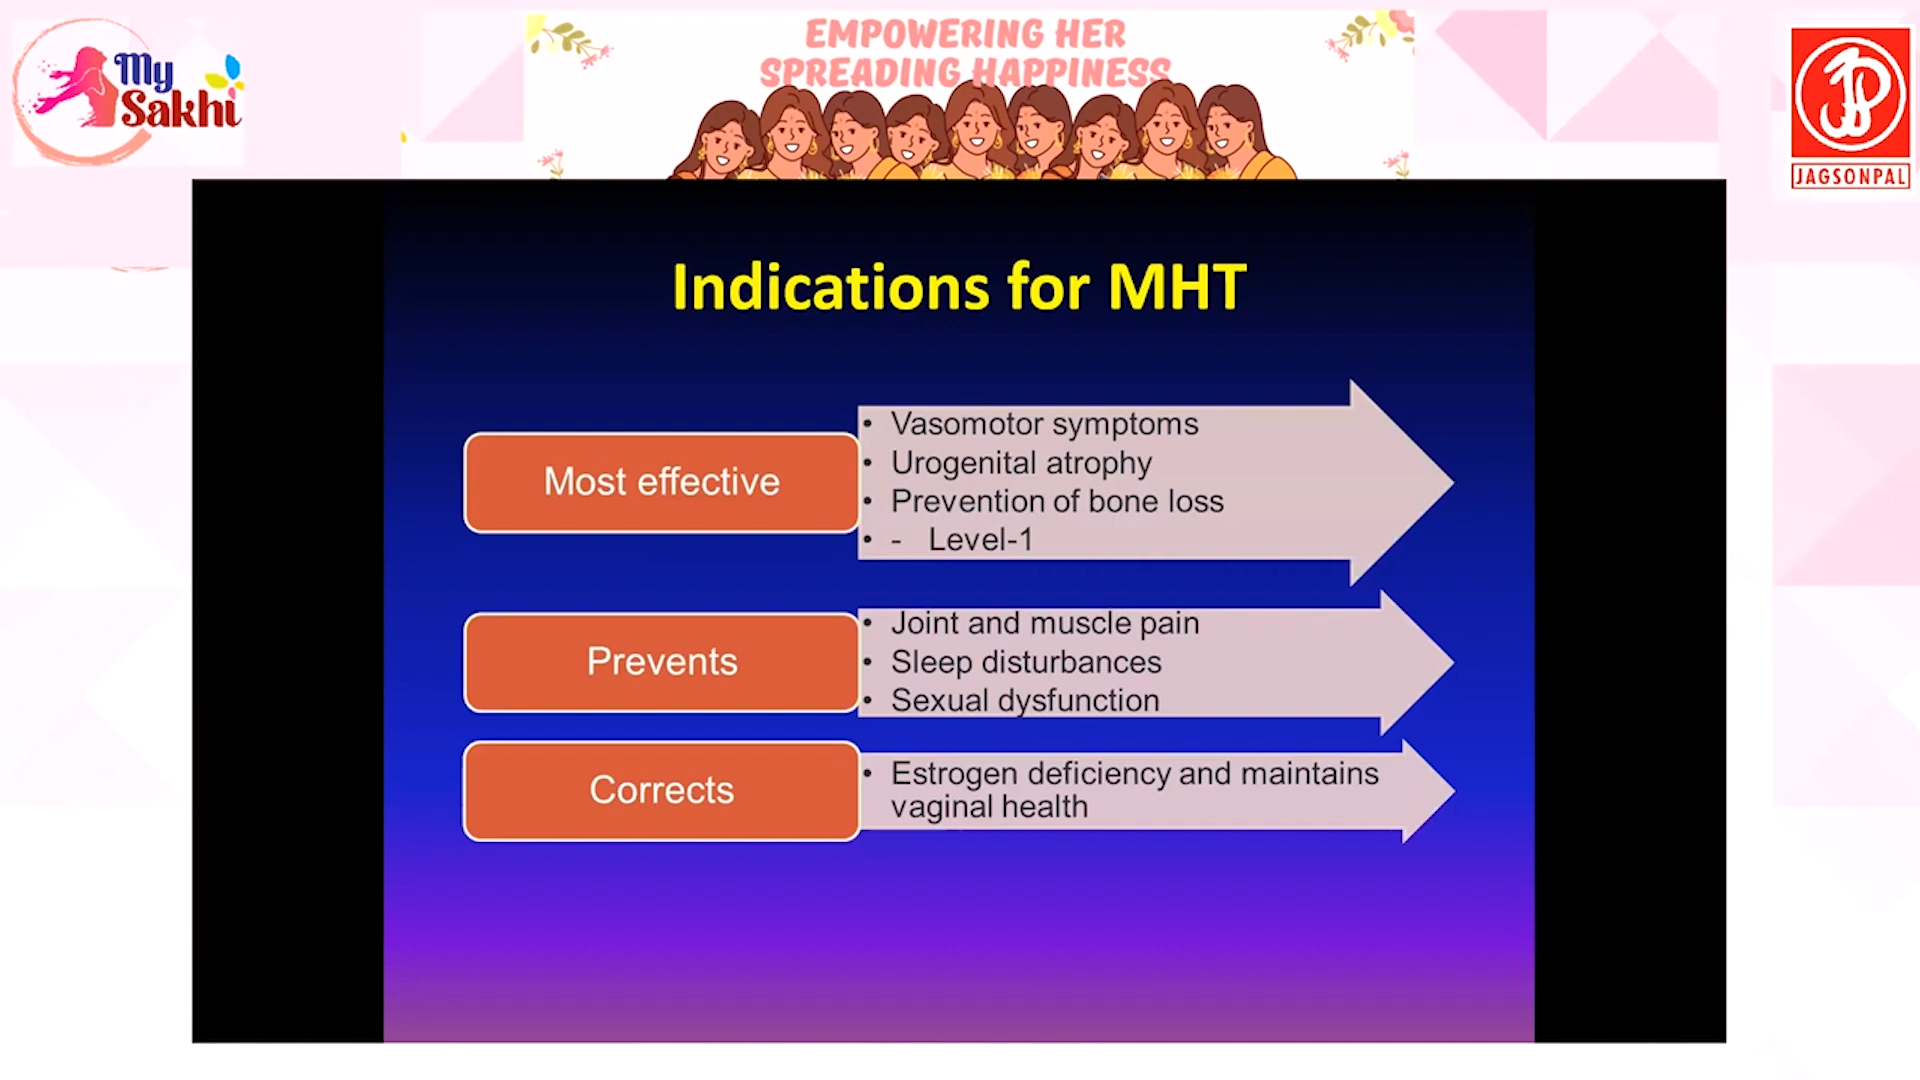 My
Sakhi
EMPOWERING HER
SPREADING HAPPINESS
JAGSONPAL
Indications for MHT
Most effective
• Vasomotor symptoms
• Urogenital atrophy
• Prevention of bone loss
• - Level-1
Prevents
• Joint and muscle pain
• Sleep disturbances
• Sexual dysfunction
Corrects
• Estrogen deficiency and maintains
vaginal health